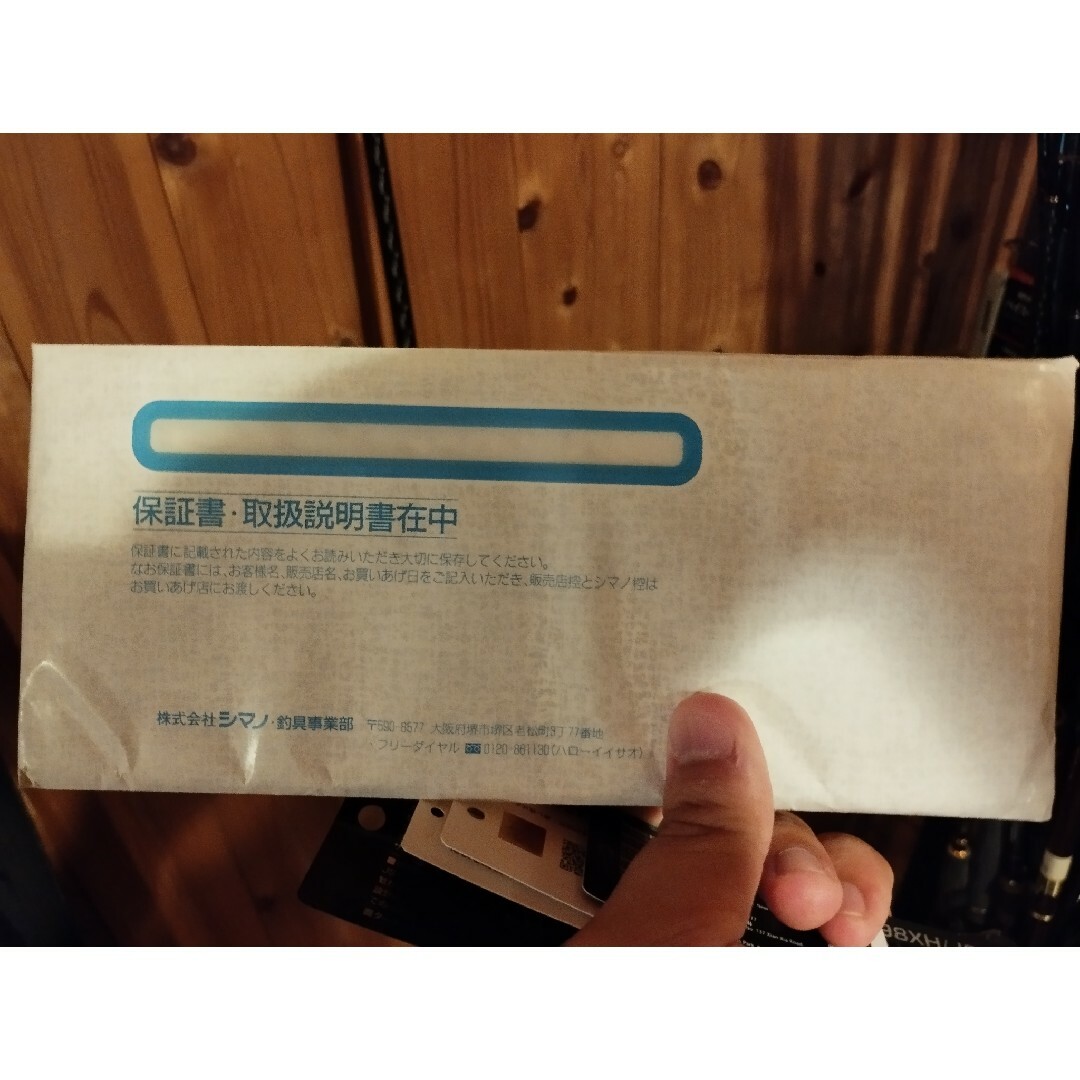 保証書・取扱説明書在中
保証書に記載された内容をよくお読みいただき大切に保存してください。
なお保証書には、お客様名、販売店名、お買いあげ日をご記入いただき、販売店控とシマノ控は
お買いあげ店にお渡しください。
株式会社シマノ・釣具事業部 〒590-8577 大阪府堺市堺区老松町3丁77番地
・フリーダイヤル 0120-861130(ハローイイサオ)
98XH/